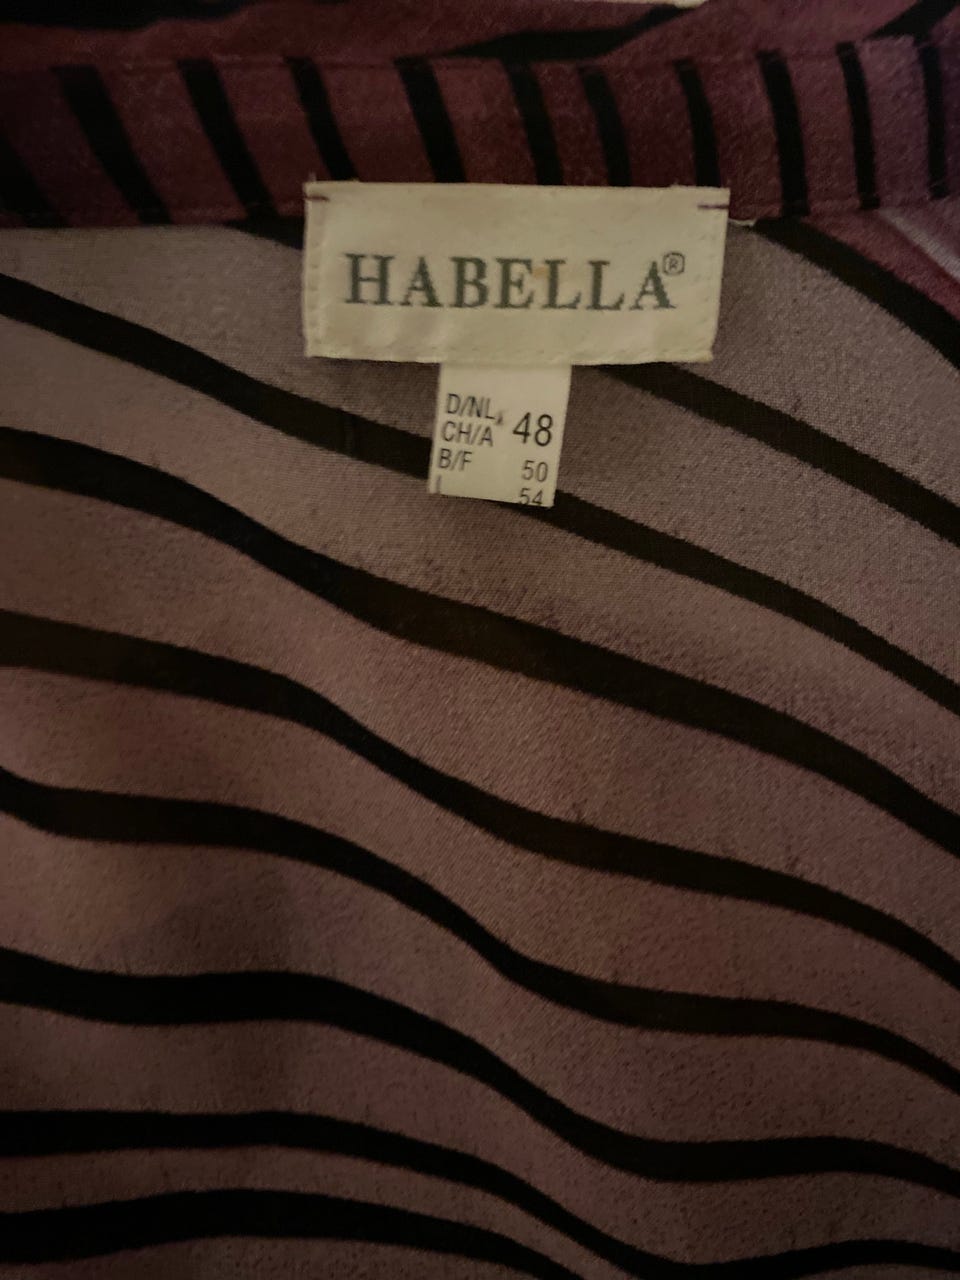 HABELLA®
D/NL
CH/A 48
B/F 50
I 54